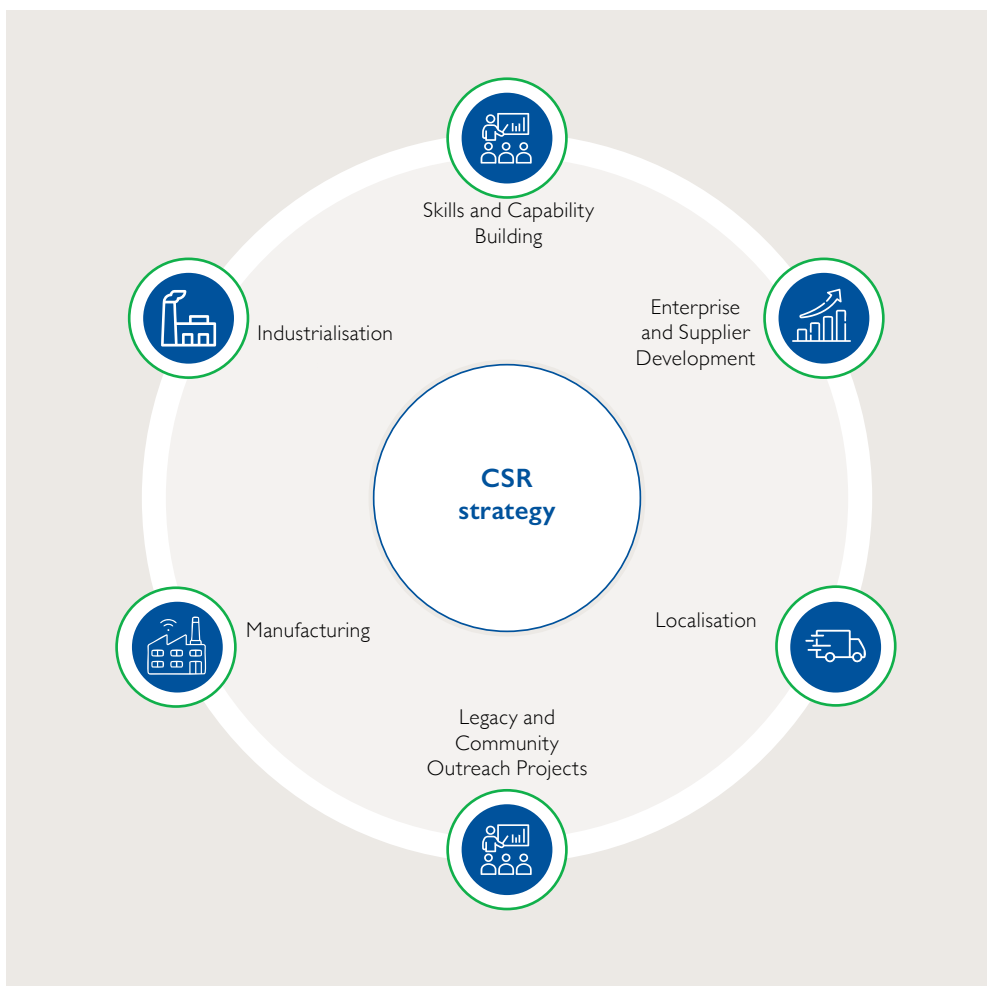 Skills and Capability
Building
Enterprise
and Supplier
Development
Industrialisation
CSR
strategy
Localisation
Manufacturing
Legacy and
Community
Outreach Projects